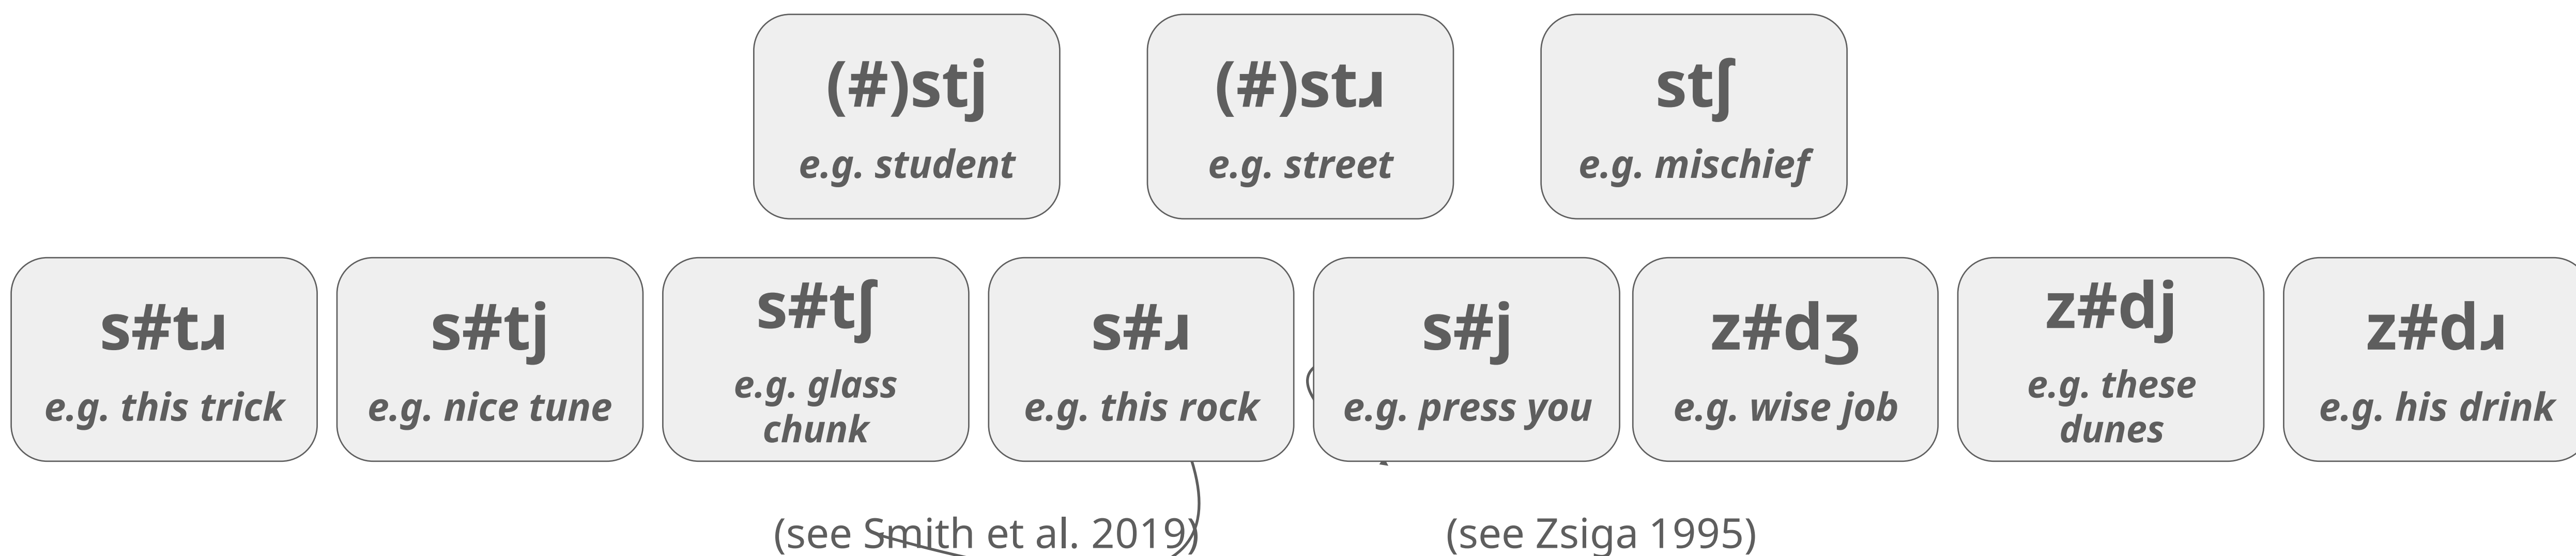 (#)stj
e.g. student
(#)stɹ
e.g. street
stʃ
e.g. mischief
s#tɹ
e.g. this trick
s#tj
e.g. nice tune
s#tʃ
e.g. glass
chunk
s#ɹ
e.g. this rock
s#j
e.g. press you
z#dʒ
e.g. wise job
z#dj
e.g. these
dunes
z#dɹ
e.g. his drink
(see Smith et al. 2019)
(see Zsiga 1995)